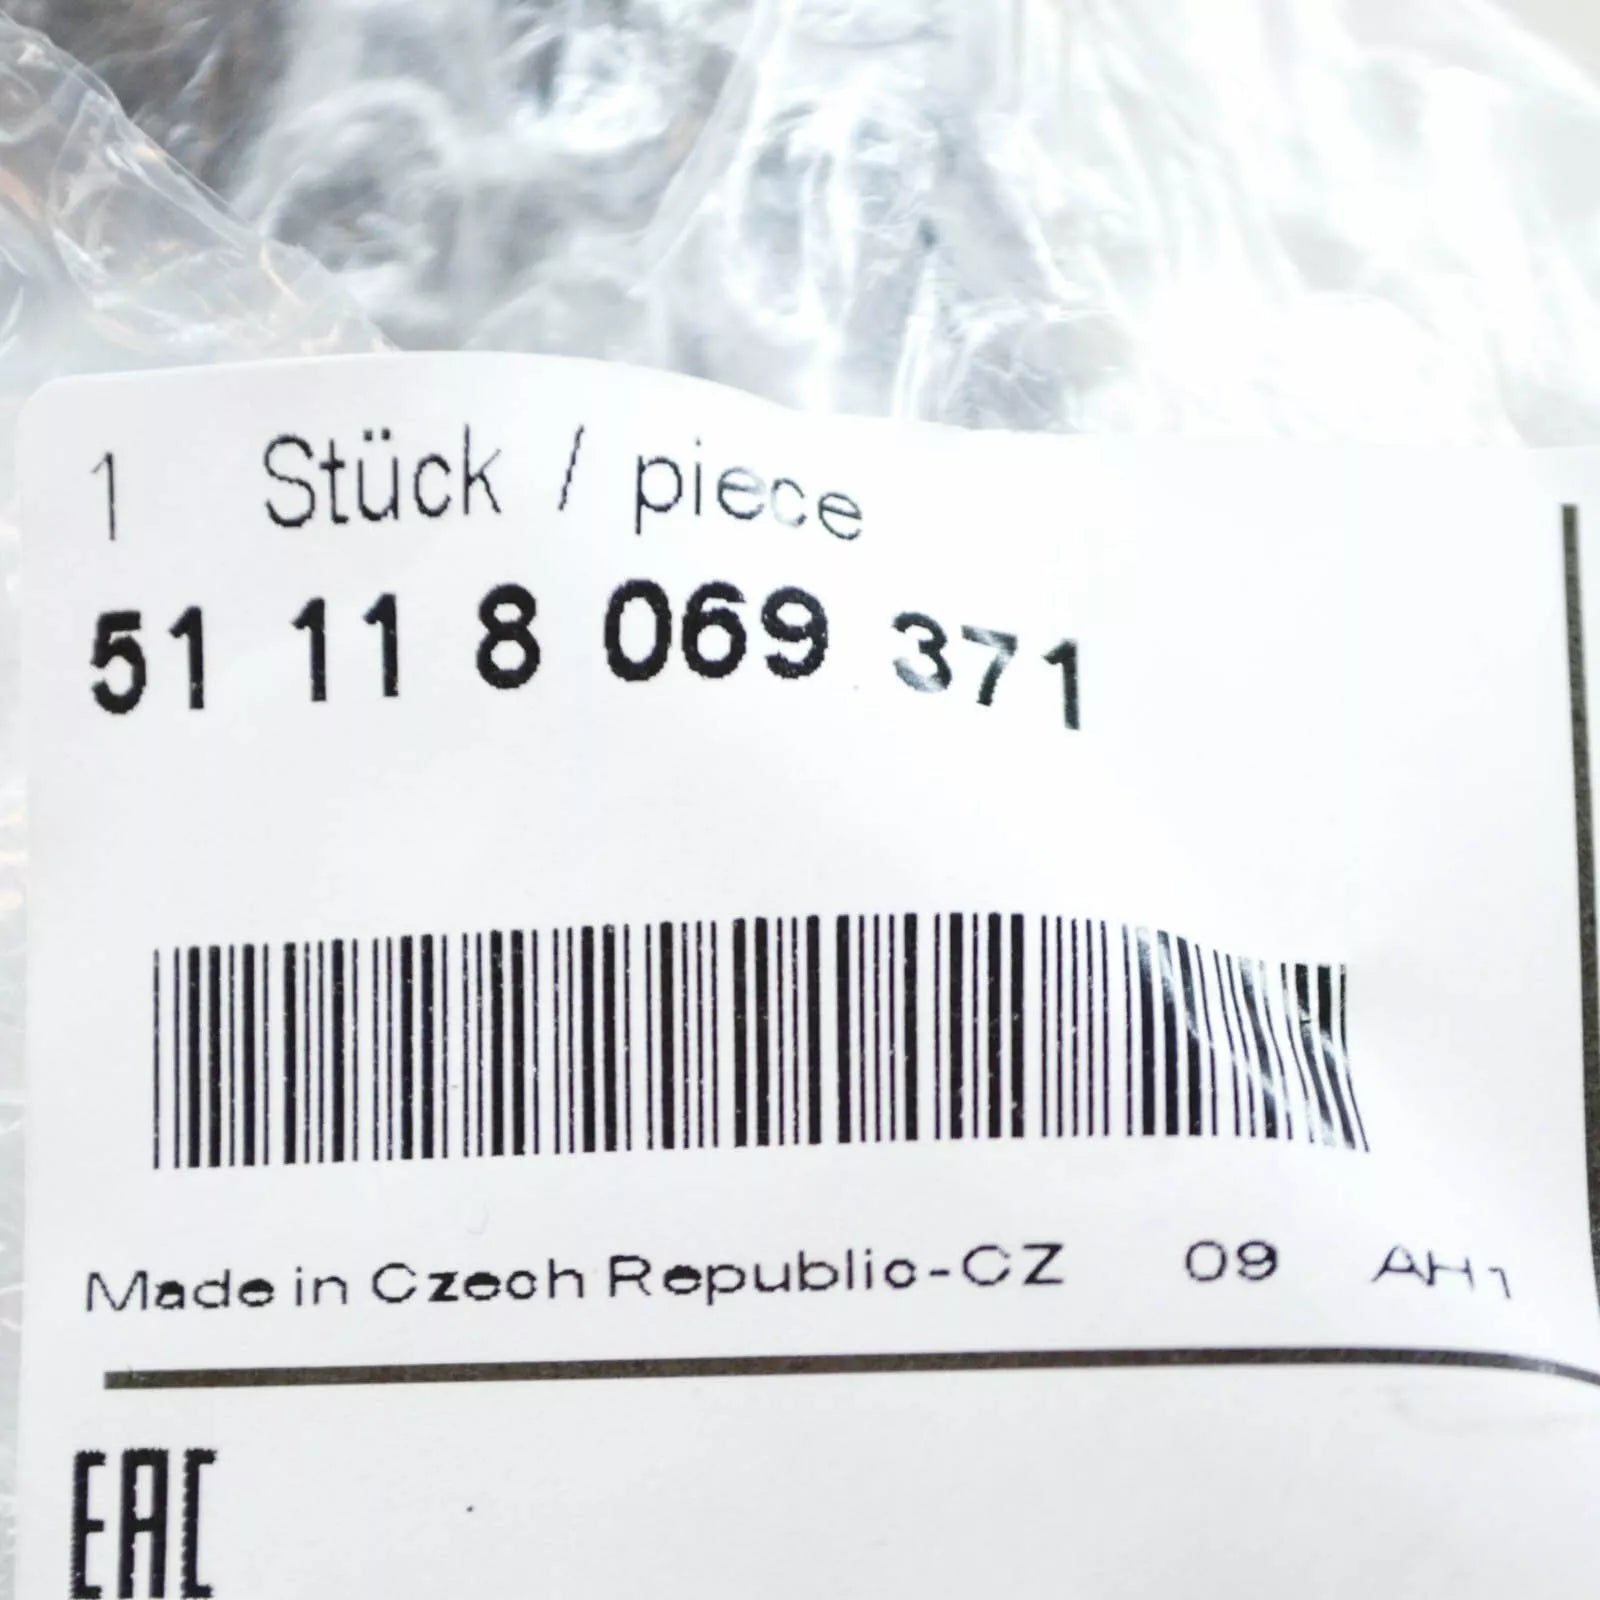 1 Stück / piece
51 11 8 069 371
Made in Czech Republic-CZ 09 AH1
EAC